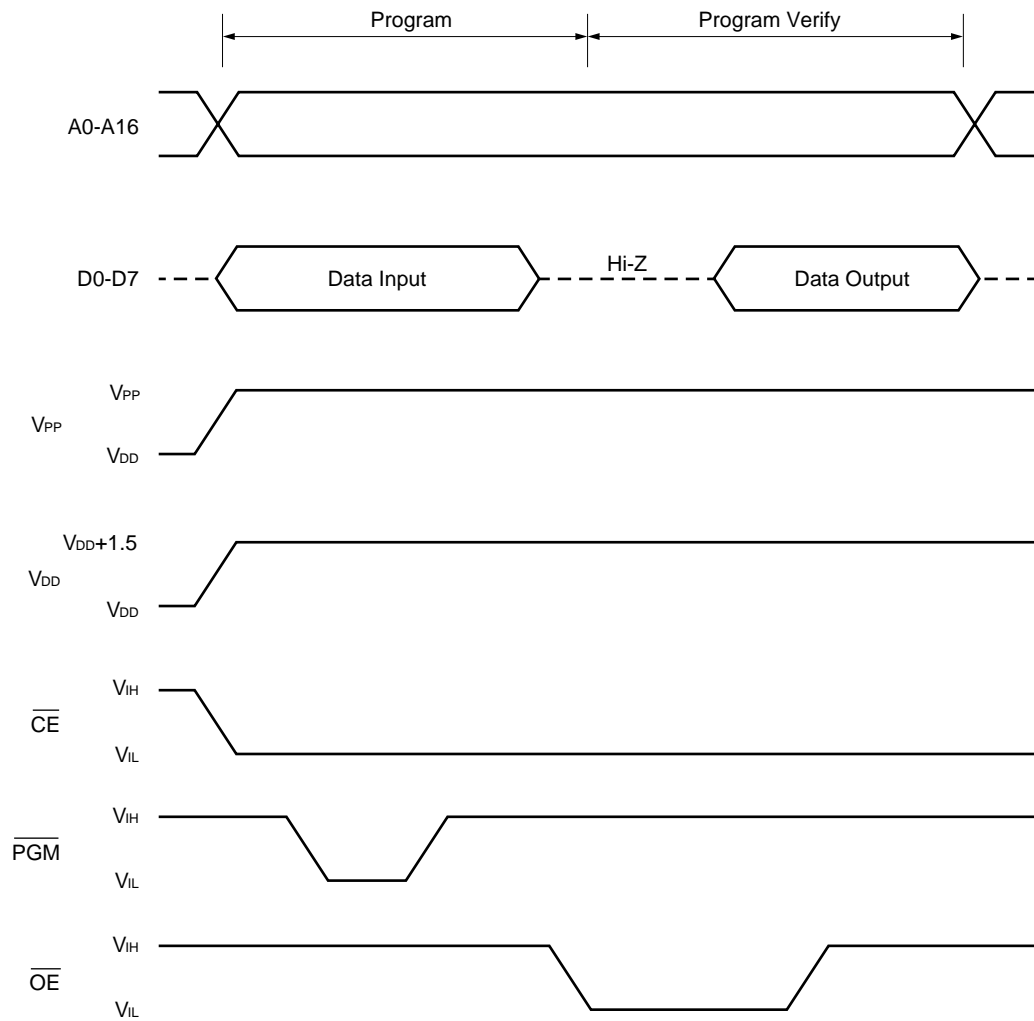 Program
Program Verify
A0-A16
D0-D7
Data Input
Hi-Z
Data Output
VPP
VPP
VDD
VDD+1.5
VDD
VDD
VIH
CE
VIL
VIH
PGM
VIL
VIH
OE
VIL